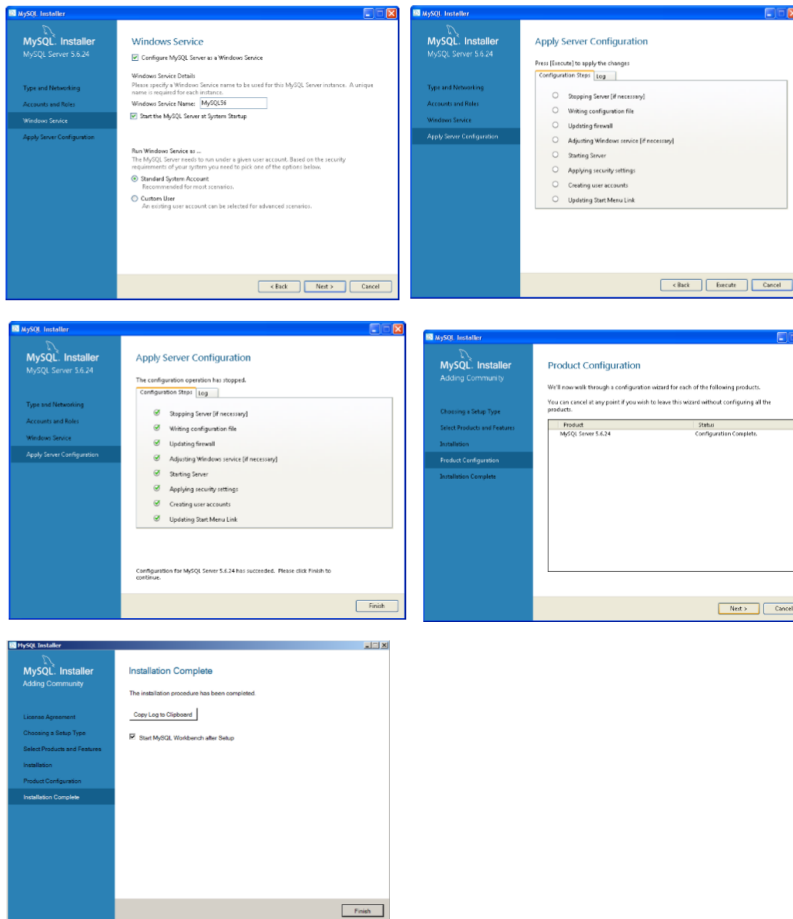 MySQL Installer
MySQL. Installer
MySQL Server 5.6.24
Type and Networking
Accounts and Roles
Windows Service
Apply Server Configuration
Windows Service
Configure MySQL Server as a Windows Service
Windows Service Details
Please specify a Windows Service name to be used for this MySQL Server instance. A unique
name is required for each instance.
Windows Service Name: MySQL56
Start the MySQL Server at System Startup
Run Windows Service as ...
The MySQL Server needs to run under a given user account. Based on the security
requirements of your system you need to pick one of the options below.
Standard System Account
Recommended for most scenarios.
Custom User
An existing user account can be selected for advanced scenarios.
< Back Next > Cancel
MySQL Installer
MySQL. Installer
MySQL Server 5.6.24
Type and Networking
Accounts and Roles
Windows Service
Apply Server Configuration
Apply Server Configuration
Press [Execute] to apply the changes
Configuration Steps Log
Stopping Server [if necessary]
Writing configuration file
Updating firewall
Adjusting Windows service [if necessary]
Starting Server
Applying security settings
Creating user accounts
Updating Start Menu Link
< Back Execute Cancel
MySQL Installer
MySQL. Installer
MySQL Server 5.6.24
Type and Networking
Accounts and Roles
Windows Service
Apply Server Configuration
Apply Server Configuration
The configuration operation has stopped.
Configuration Steps Log
Stopping Server [if necessary]
Writing configuration file
Updating firewall
Adjusting Windows service [if necessary]
Starting Server
Applying security settings
Creating user accounts
Updating Start Menu Link
Configuration for MySQL Server 5.6.24 has succeeded. Please click Finish to
continue.
Finish
MySQL Installer
MySQL. Installer
Adding Community
Choosing a Setup Type
Select Products and Features
Installation
Product Configuration
Installation Complete
Product Configuration
We'll now walk through a configuration wizard for each of the following products.
You can cancel at any point if you wish to leave this wizard without configuring all the
products.
Product Status
MySQL Server 5.6.24 Configuration Complete.
Next > Cancel
MySQL Installer
MySQL. Installer
Adding Community
License Agreement
Choosing a Setup Type
Select Products and Features
Installation
Product Configuration
Installation Complete
Installation Complete
The installation procedure has been completed.
Copy Log to Clipboard
Start MySQL Workbench after Setup
Finish